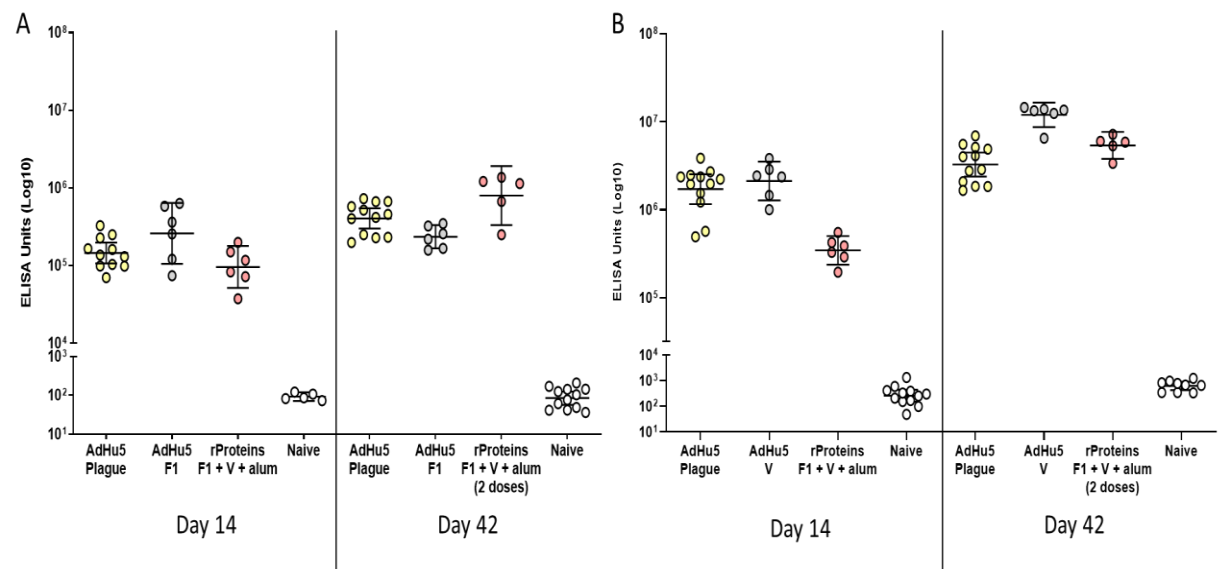 A
ELISA Units (Log10)
10⁸
10⁷
10⁶
10⁵
10⁴
10³
10²
10¹
AdHu5 AdHu5 rProteins Naive AdHu5 AdHu5 rProteins Naive
Plague F1 F1 + V + alum Plague F1 F1 + V + alum
(2 doses)
Day 14 Day 42
B
ELISA Units (Log10)
10⁸
10⁷
10⁶
10⁵
10⁴
10³
10²
10¹
AdHu5 AdHu5 rProteins Naive AdHu5 AdHu5 rProteins Naive
Plague V F1 + V + alum Plague V F1 + V + alum
(2 doses)
Day 14 Day 42